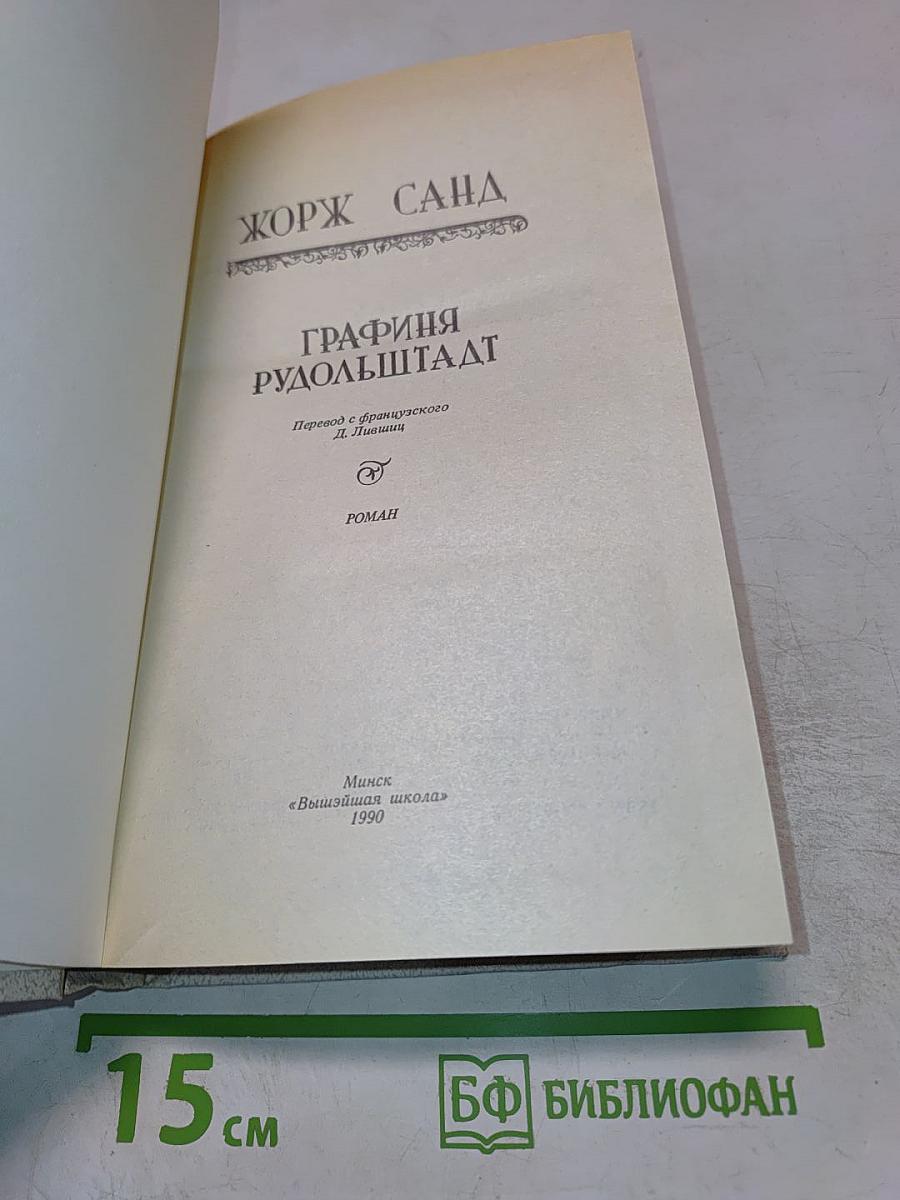 ЖОРЖ САНД
ГРАФИНЯ
РУДОЛЬШТАДТ
Перевод с французского
Д. Лившиц
РОМАН
Минск
«Вышэйшая школа»
1990
15 см
БФ БИБЛИОФАН